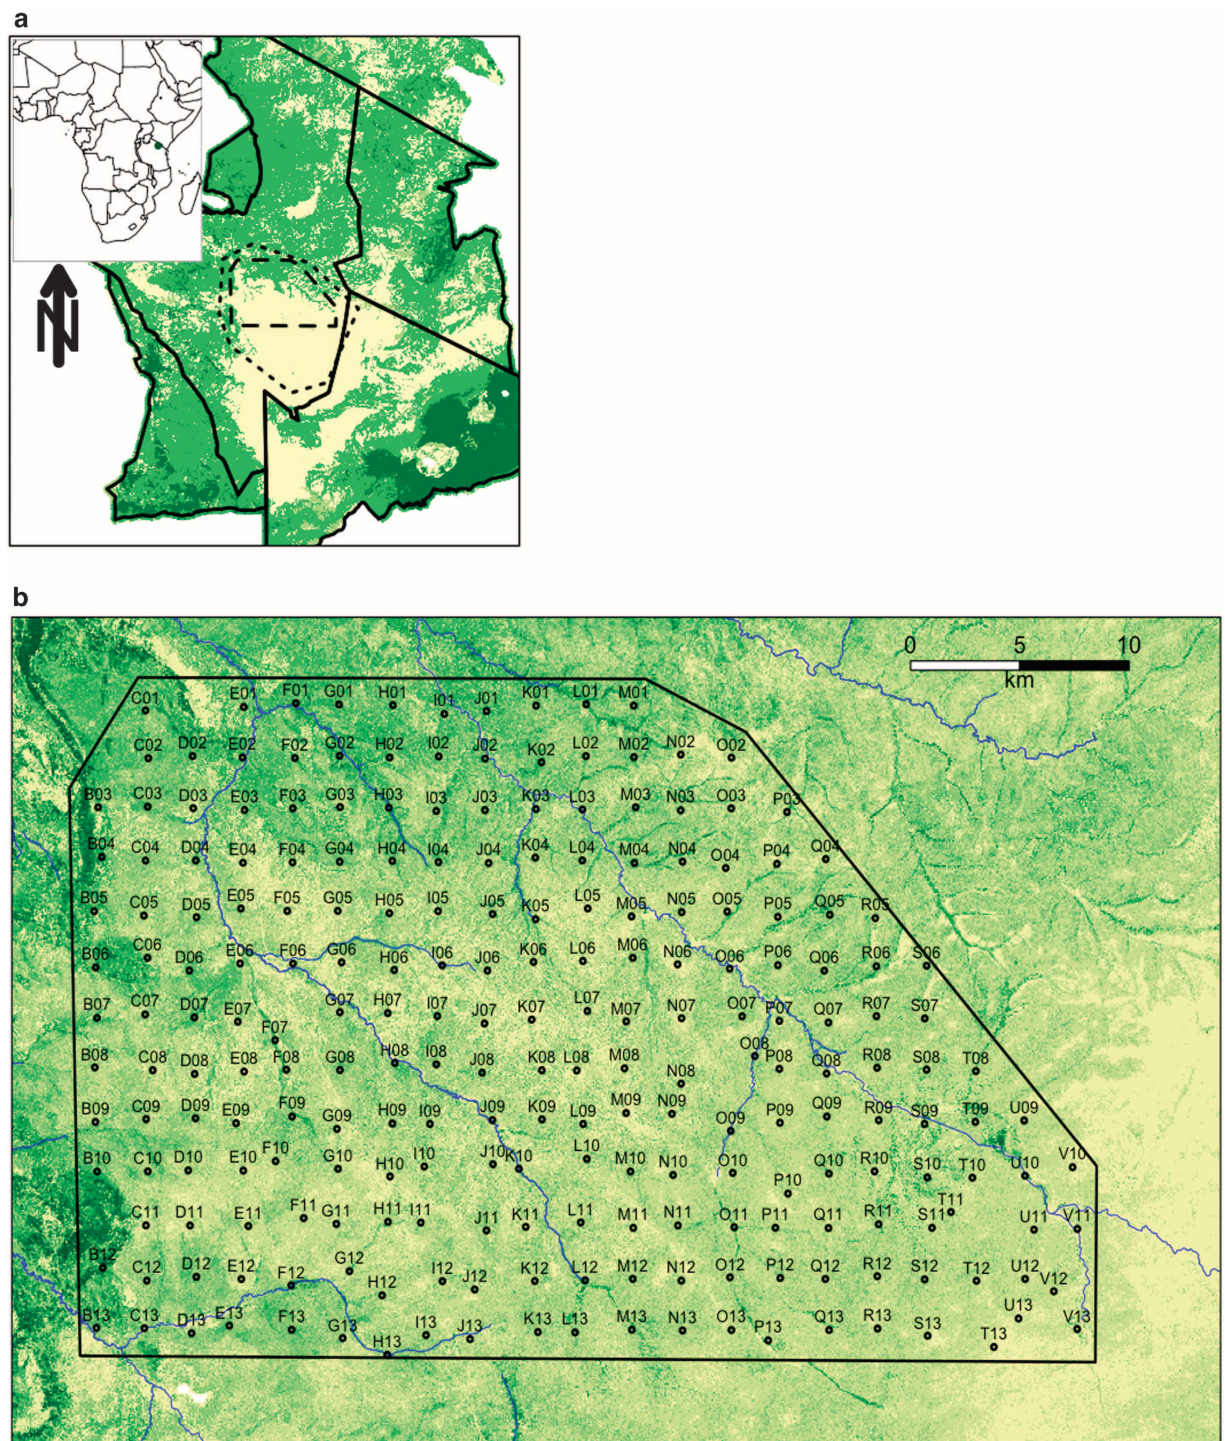 a
N
b
0 5 10
km
C01 E01 F01 G01 H01 I01 J01 K01 L01 M01
C02 D02 E02 F02 G02 H02 I02 J02 K02 L02 M02 N02 O02
B03 C03 D03 E03 F03 G03 H03 I03 J03 K03 L03 M03 N03 O03 P03
B04 C04 D04 E04 F04 G04 H04 I04 J04 K04 L04 M04 N04 O04 P04 Q04
B05 C05 D05 E05 F05 G05 H05 I05 J05 K05 L05 M05 N05 O05 P05 Q05 R05
B06 C06 D06 E06 F06 G06 H06 I06 J06 K06 L06 M06 N06 O06 P06 Q06 R06 S06
B07 C07 D07 E07 F07 G07 H07 I07 J07 K07 L07 M07 N07 O07 P07 Q07 R07 S07
B08 C08 D08 E08 F08 G08 H08 I08 J08 K08 L08 M08 N08 O08 P08 Q08 R08 S08 T08
B09 C09 D09 E09 F09 G09 H09 I09 J09 K09 L09 M09 N09 O09 P09 Q09 R09 S09 T09 U09
B10 C10 D10 E10 F10 G10 H10 I10 J10 K10 L10 M10 N10 O10 P10 Q10 R10 S10 T10 U10 V10
C11 D11 E11 F11 G11 H11 I11 J11 K11 L11 M11 N11 O11 P11 Q11 R11 S11 T11 U11 V11
B12 C12 D12 E12 F12 G12 H12 I12 J12 K12 L12 M12 N12 O12 P12 Q12 R12 S12 T12 U12 V12
B13 C13 D13 E13 F13 G13 H13 I13 J13 K13 L13 M13 N13 O13 P13 Q13 R13 S13 T13 U13 V13